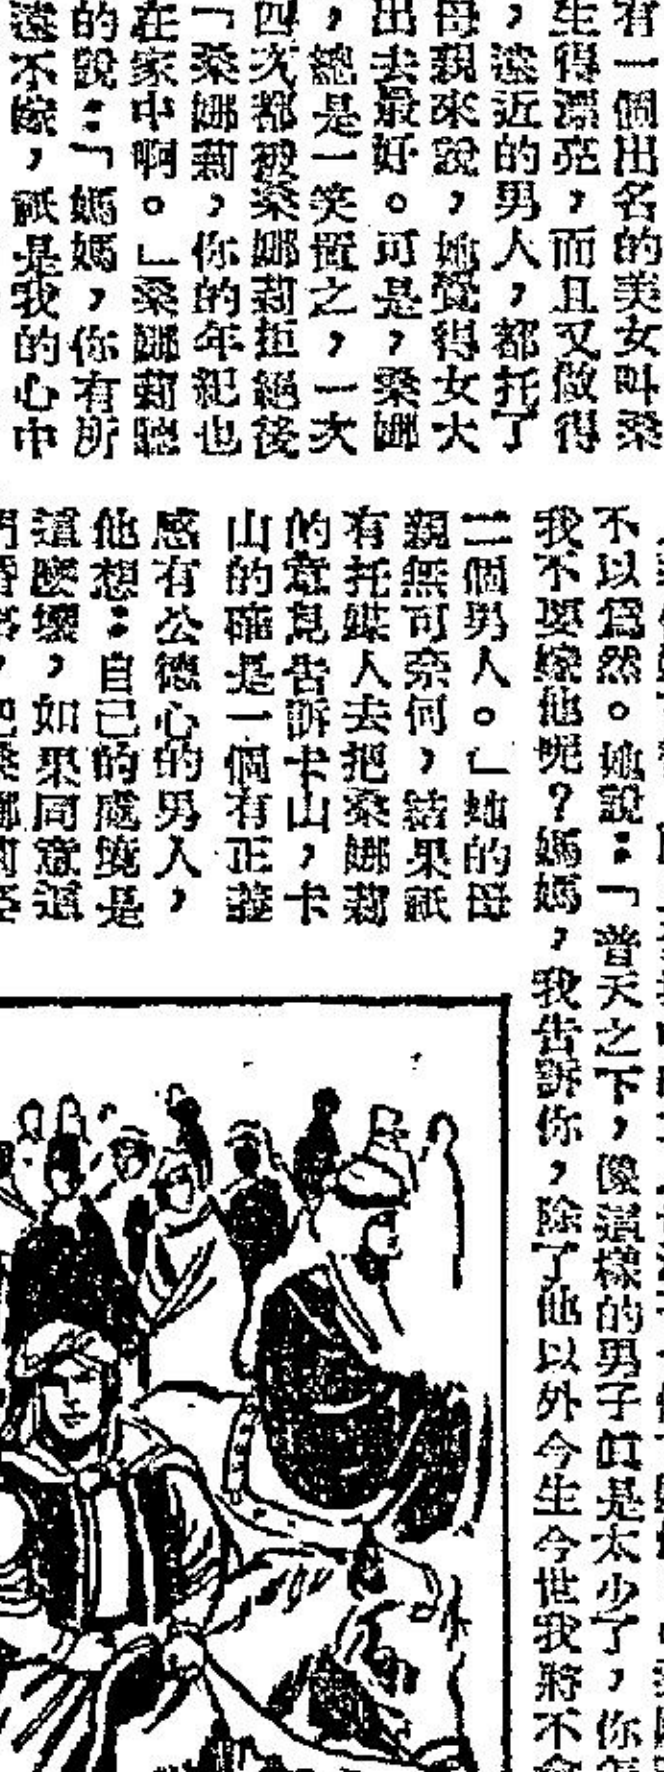 有一個出名的美女叫桑
生得漂亮，而且又做得
，遠近的男人，都托了
母親來說，她覺得女大
出去最好。可是，桑娜
，總是一笑置之，一次
四次都被桑娜莉拒絕後
「桑娜莉，你的年紀也
在家中啊。」桑娜莉聽
的說：「媽媽，你有所
遠不嫁，祇是我的心中
不以爲然。她說：「普天之下，像這樣的男子眞是太少了，你怎
我不要嫁他呢？媽媽，我告訴你，除了他以外今生今世我將不會
二個男人。」她的母
親無可奈何，結果祇
有托媒人去把桑娜莉
的意見告訴卡山，卡
山的確是一個有正義
感有公德心的男人，
他想：自己的處境是
這麼壞，如果同意這